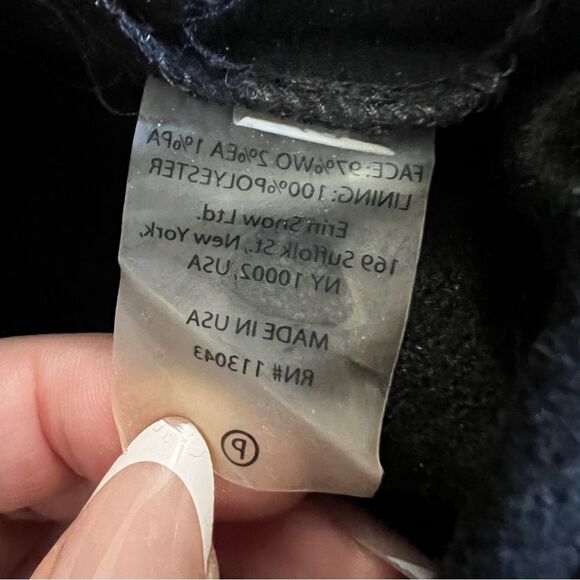 FACE: 97%WO 2%EA 1%PA
LINING: 100%POLYESTER
Erin Snow Ltd.
169 Suffolk St., New York,
NY 10002, USA
MADE IN USA
RN# 113043
P